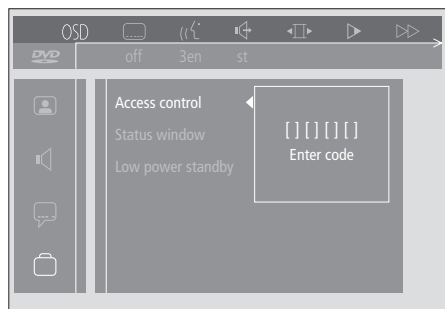 OSD
DVD off 3en st
Access control
Status window
Low power standby
[ ] [ ] [ ] [ ]
Enter code